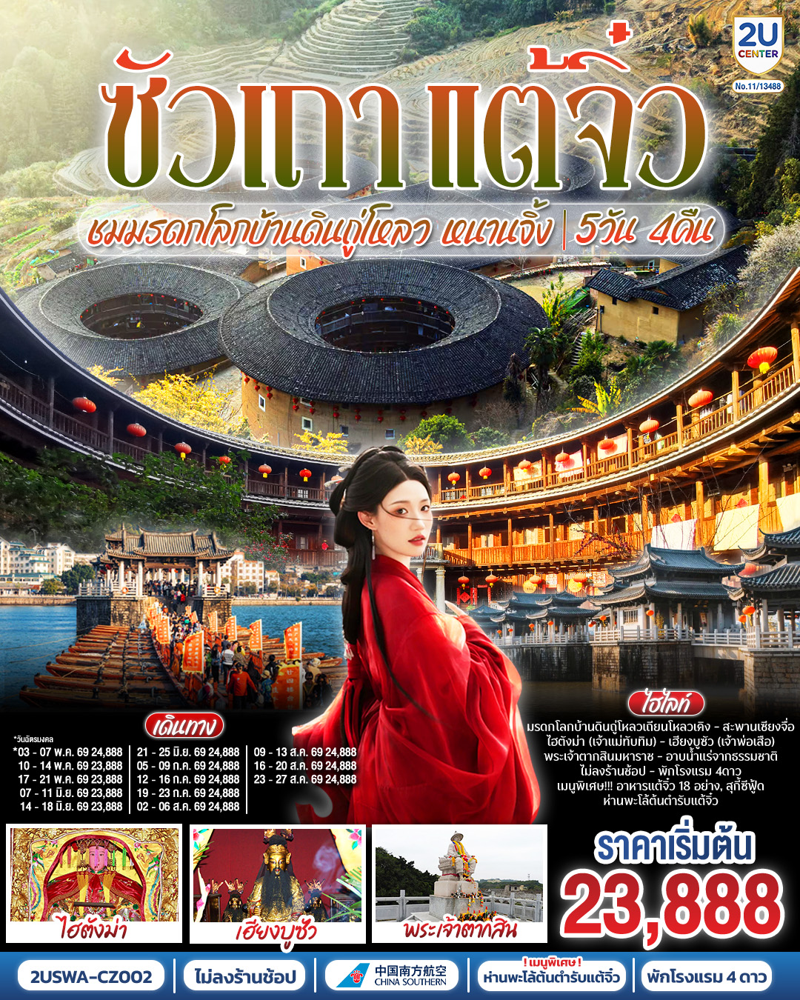 2U
CENTER
No.11/13488
ซัวเถา แต้จิ๋ว
ชมมรดกโลกบ้านดินถู่โหลว หนานจิ้ง | 5วัน 4คืน
เดินทาง
*วันฉัตรมงคล
*03 - 07 พ.ค. 69 24,888
10 - 14 พ.ค. 69 23,888
17 - 21 พ.ค. 69 23,888
07 - 11 มิ.ย. 69 23,888
14 - 18 มิ.ย. 69 23,888
21 - 25 มิ.ย. 69 24,888
05 - 09 ก.ค. 69 24,888
12 - 16 ก.ค. 69 24,888
19 - 23 ก.ค. 69 24,888
02 - 06 ส.ค. 69 24,888
09 - 13 ส.ค. 69 24,888
16 - 20 ส.ค. 69 24,888
23 - 27 ส.ค. 69 24,888
ไฮไลท์
มรดกโลกบ้านดินถู่โหลวเถียนโหลวเคิง - สะพานเซียงจื่อ
ไฮตังม่า (เจ้าแม่ทับทิม) - เฮียงบูซัว (เจ้าพ่อเสือ)
พระเจ้าตากสินมหาราช - อาบน้ำแร่จากธรรมชาติ
ไม่ลงร้านช้อป - พักโรงแรม 4ดาว
เมนูพิเศษ!!! อาหารแต้จิ๋ว 18 อย่าง, สุกี้ซีฟู้ด
ห่านพะโล้ต้นตำรับแต้จิ๋ว
ไฮตังม่า
เฮียงบูซัว
พระเจ้าตากสิน
ราคาเริ่มต้น
23,888
2USWA-CZ002
ไม่ลงร้านช้อป
中国南方航空
CHINA SOUTHERN
! เมนูพิเศษ !
ห่านพะโล้ต้นตำรับแต้จิ๋ว
พักโรงแรม 4 ดาว